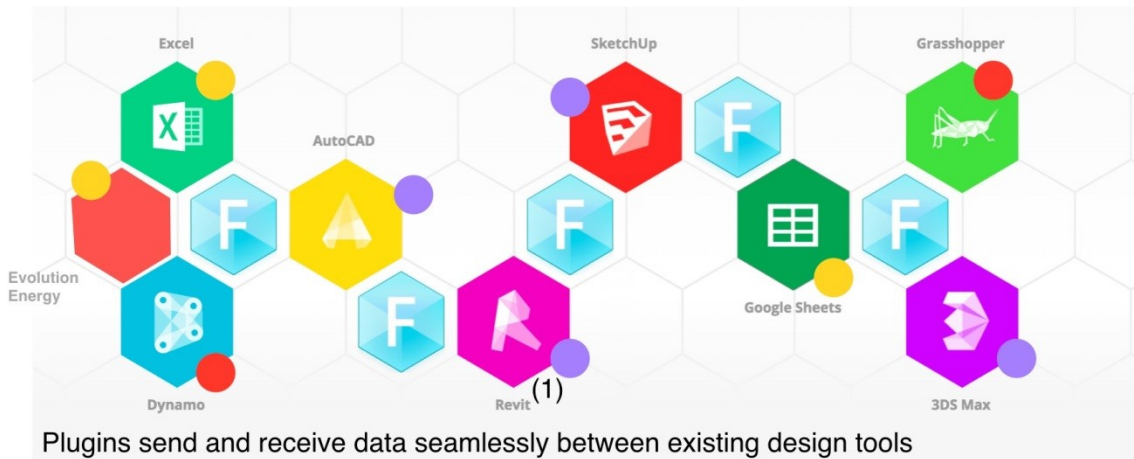 Excel
SketchUp
Grasshopper
X
F
AutoCAD
F
F
F
Evolution
Energy
Google Sheets
F
Dynamo
Revit
(1)
3DS Max
Plugins send and receive data seamlessly between existing design tools